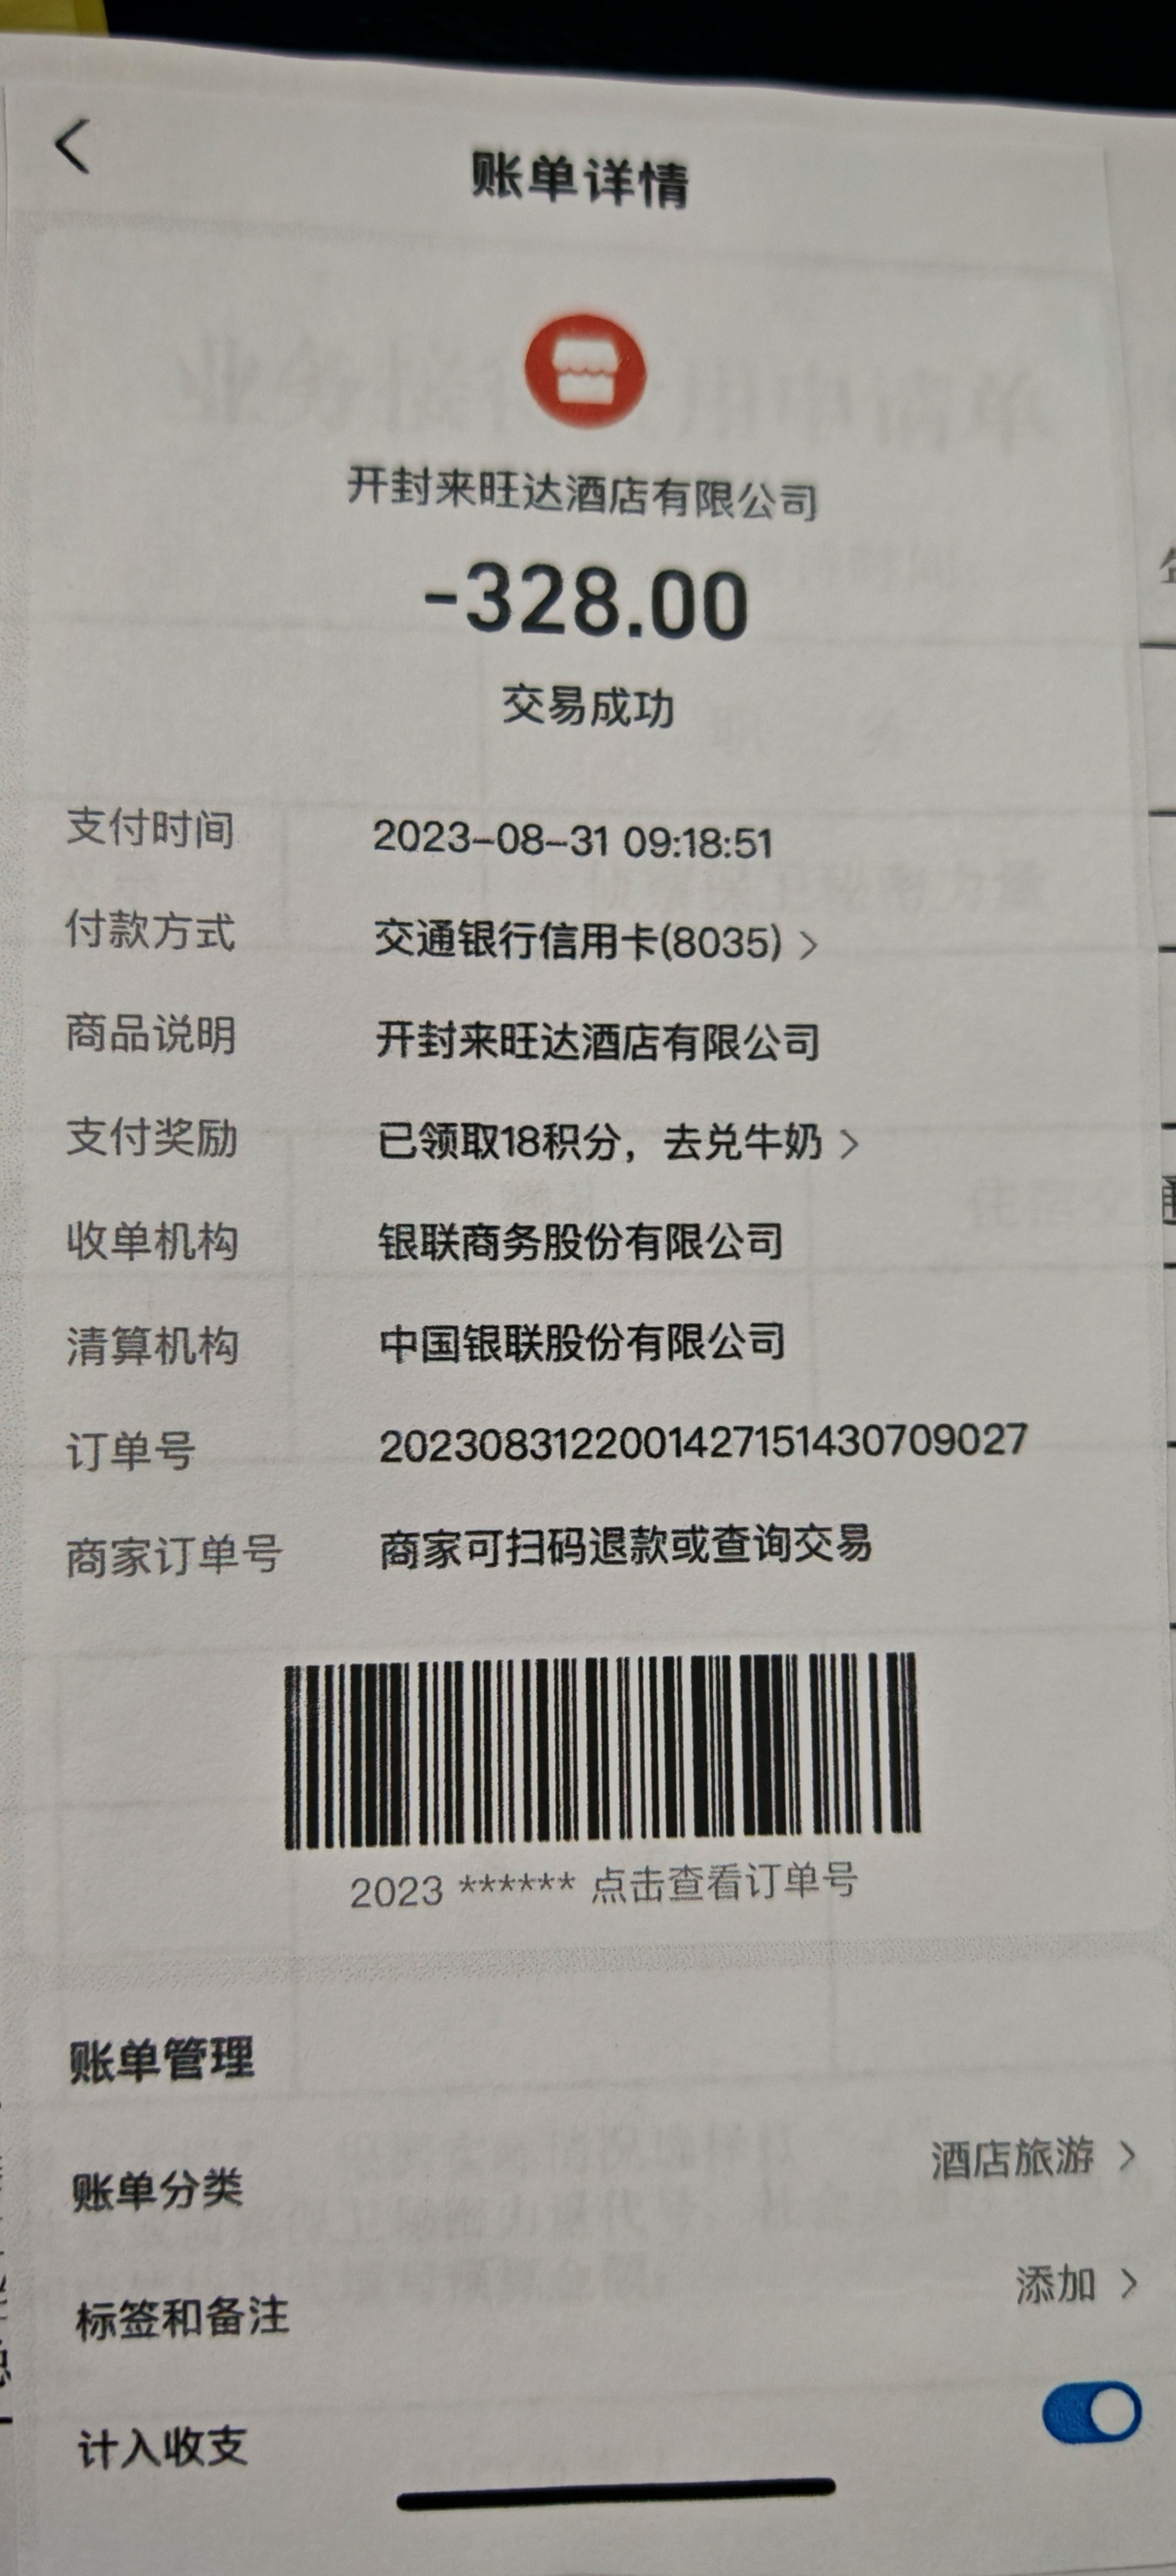 账单详情
开封来旺达酒店有限公司
-328.00
交易成功
支付时间 2023-08-31 09:18:51
付款方式 交通银行信用卡(8035) >
商品说明 开封来旺达酒店有限公司
支付奖励 已领取18积分，去兑牛奶 >
收单机构 银联商务股份有限公司
清算机构 中国银联股份有限公司
订单号 2023083122001427151430709027
商家订单号 商家可扫码退款或查询交易
2023 ****** 点击查看订单号
账单管理
账单分类 酒店旅游 >
标签和备注 添加 >
计入收支